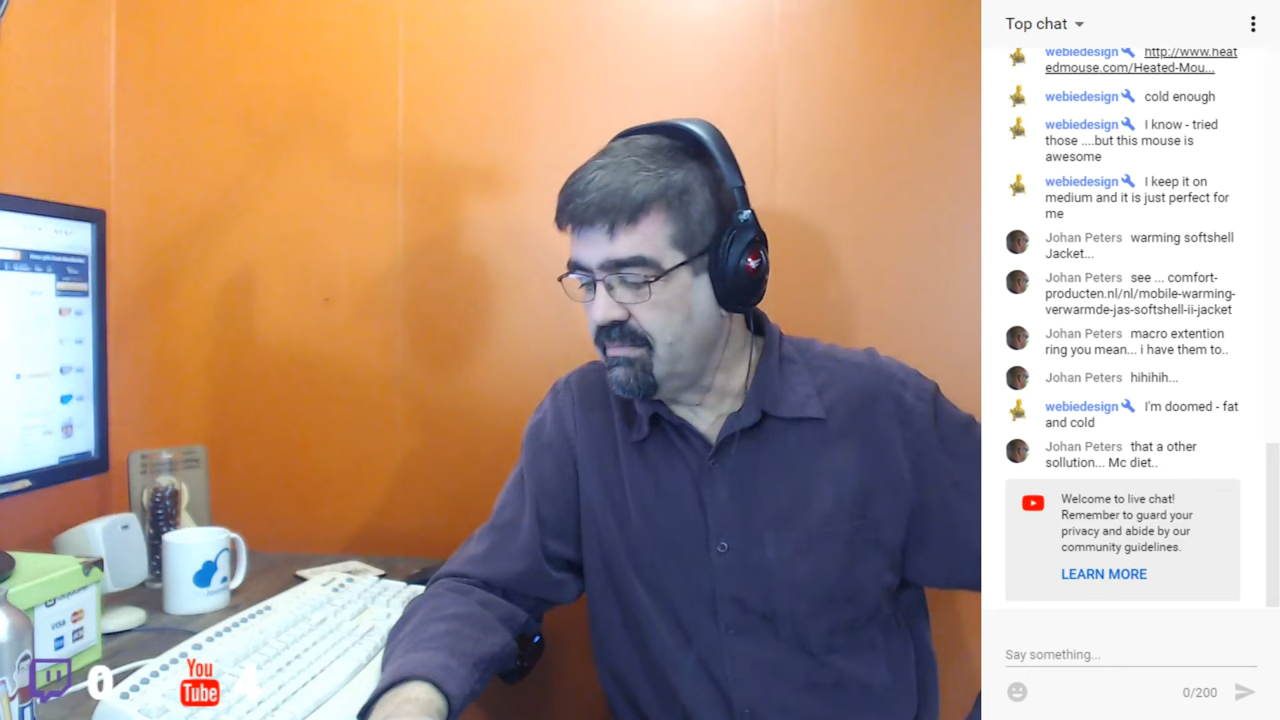 Top chat
webiedesign http://www.heat
edmouse.com/Heated-Mou...
webiedesign cold enough
webiedesign I know - tried
those ....but this mouse is
awesome
webiedesign I keep it on
medium and it is just perfect for
me
Johan Peters warming softshell
Jacket...
Johan Peters see ... comfort-
producten.nl/nl/mobile-warming-
verwarmde-jas-softshell-ii-jacket
Johan Peters macro extention
ring you mean... i have them to..
Johan Peters hihihih...
webiedesign I'm doomed - fat
and cold
Johan Peters that a other
sollution... Mc diet..
Welcome to live chat!
Remember to guard your
privacy and abide by our
community guidelines.
LEARN MORE
Say something...
0/200
VISA
0
You
Tube
4